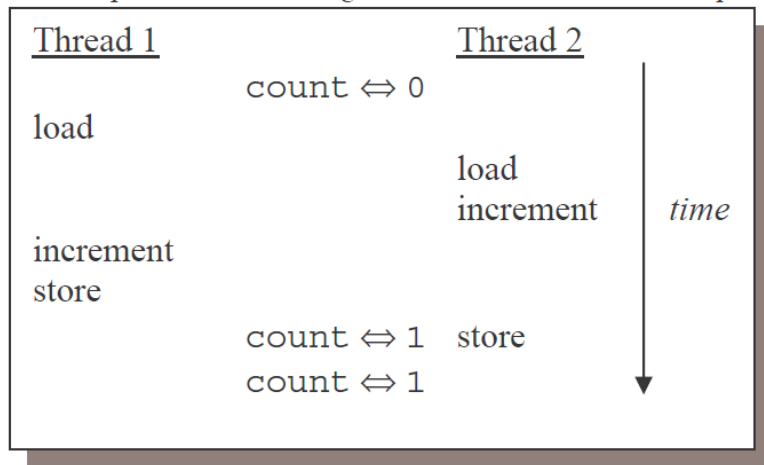 Thread 1 Thread 2
count ⇔ 0
load
load
increment time
increment
store
count ⇔ 1 store
count ⇔ 1